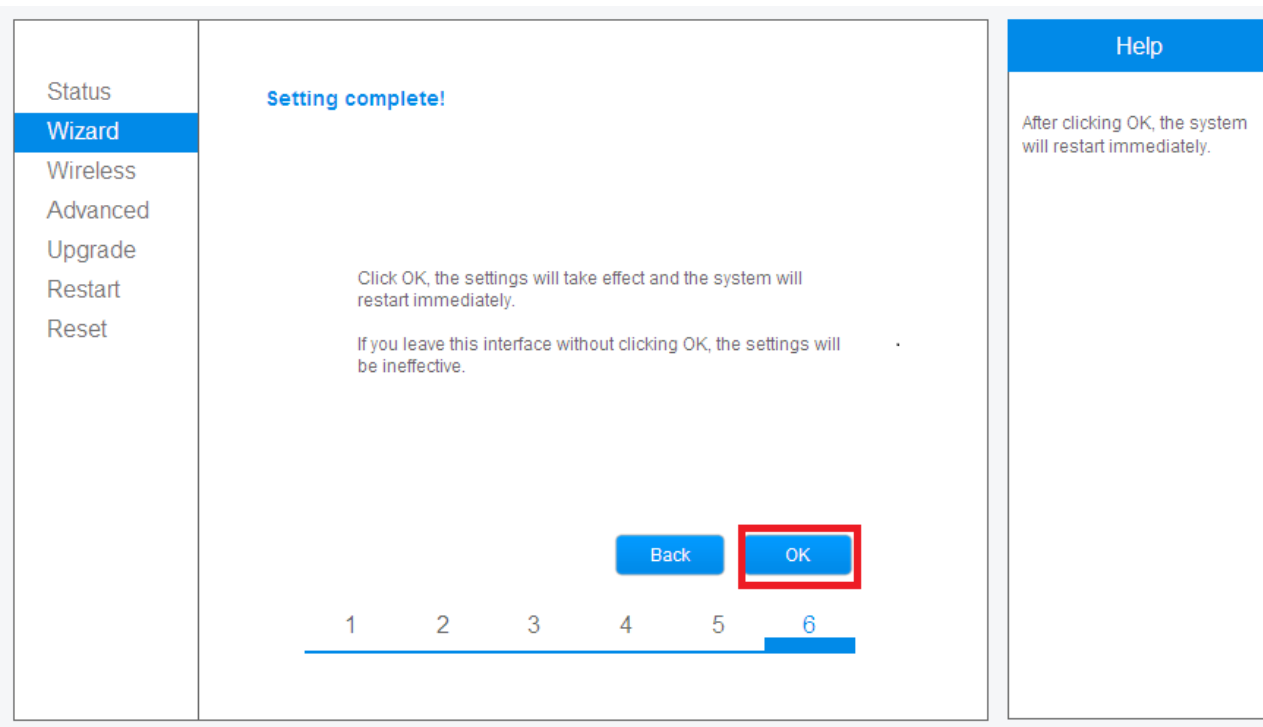 Status
Wizard
Wireless
Advanced
Upgrade
Restart
Reset
Setting complete!
Click OK, the settings will take effect and the system will
restart immediately.
If you leave this interface without clicking OK, the settings will
be ineffective.
.
Back
OK
1 2 3 4 5 6
Help
After clicking OK, the system
will restart immediately.